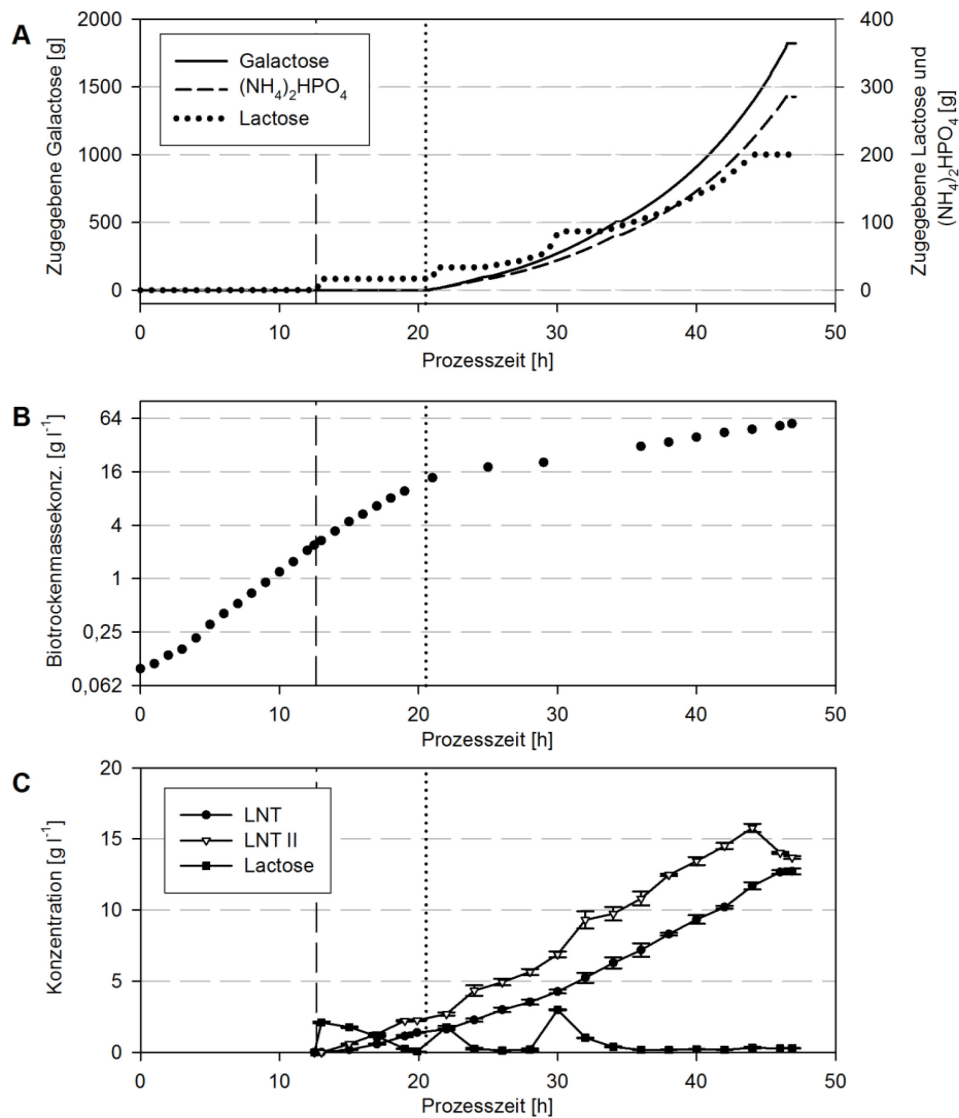 A
Zugegebene Galactose [g]
2000
1500
1000
500
0
Galactose
(NH4)2HPO4
Lactose
400
300
200
100
0
Zugegebene Lactose und
(NH4)2HPO4 [g]
0 10 20 30 40 50
Prozesszeit [h]
B
Biotrockenmassekonz. [g l-1]
64
16
4
1
0,25
0,062
0 10 20 30 40 50
Prozesszeit [h]
C
Konzentration [g l-1]
20
15
10
5
0
LNT
LNT II
Lactose
0 10 20 30 40 50
Prozesszeit [h]